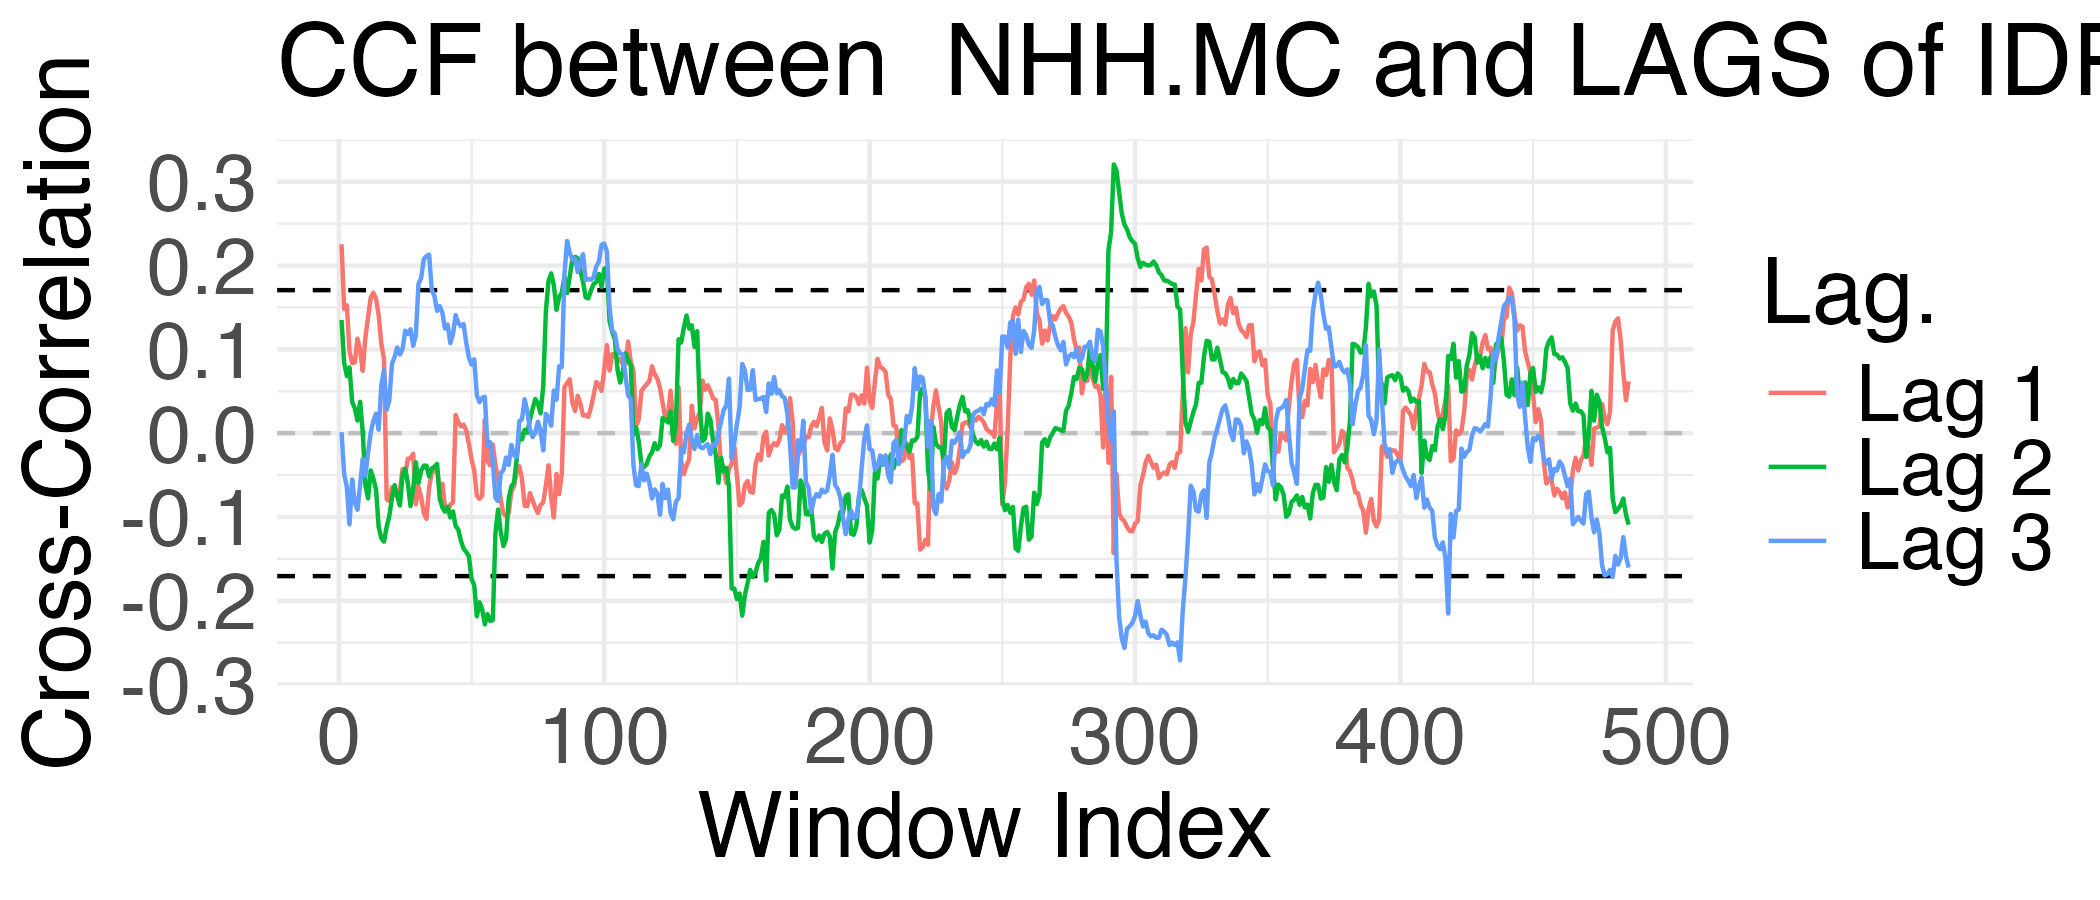 CCF between NHH.MC and LAGS of IDR
Cross-Correlation
0.3
0.2
0.1
0.0
-0.1
-0.2
-0.3
0 100 200 300 400 500
Window Index
Lag.
Lag 1
Lag 2
Lag 3